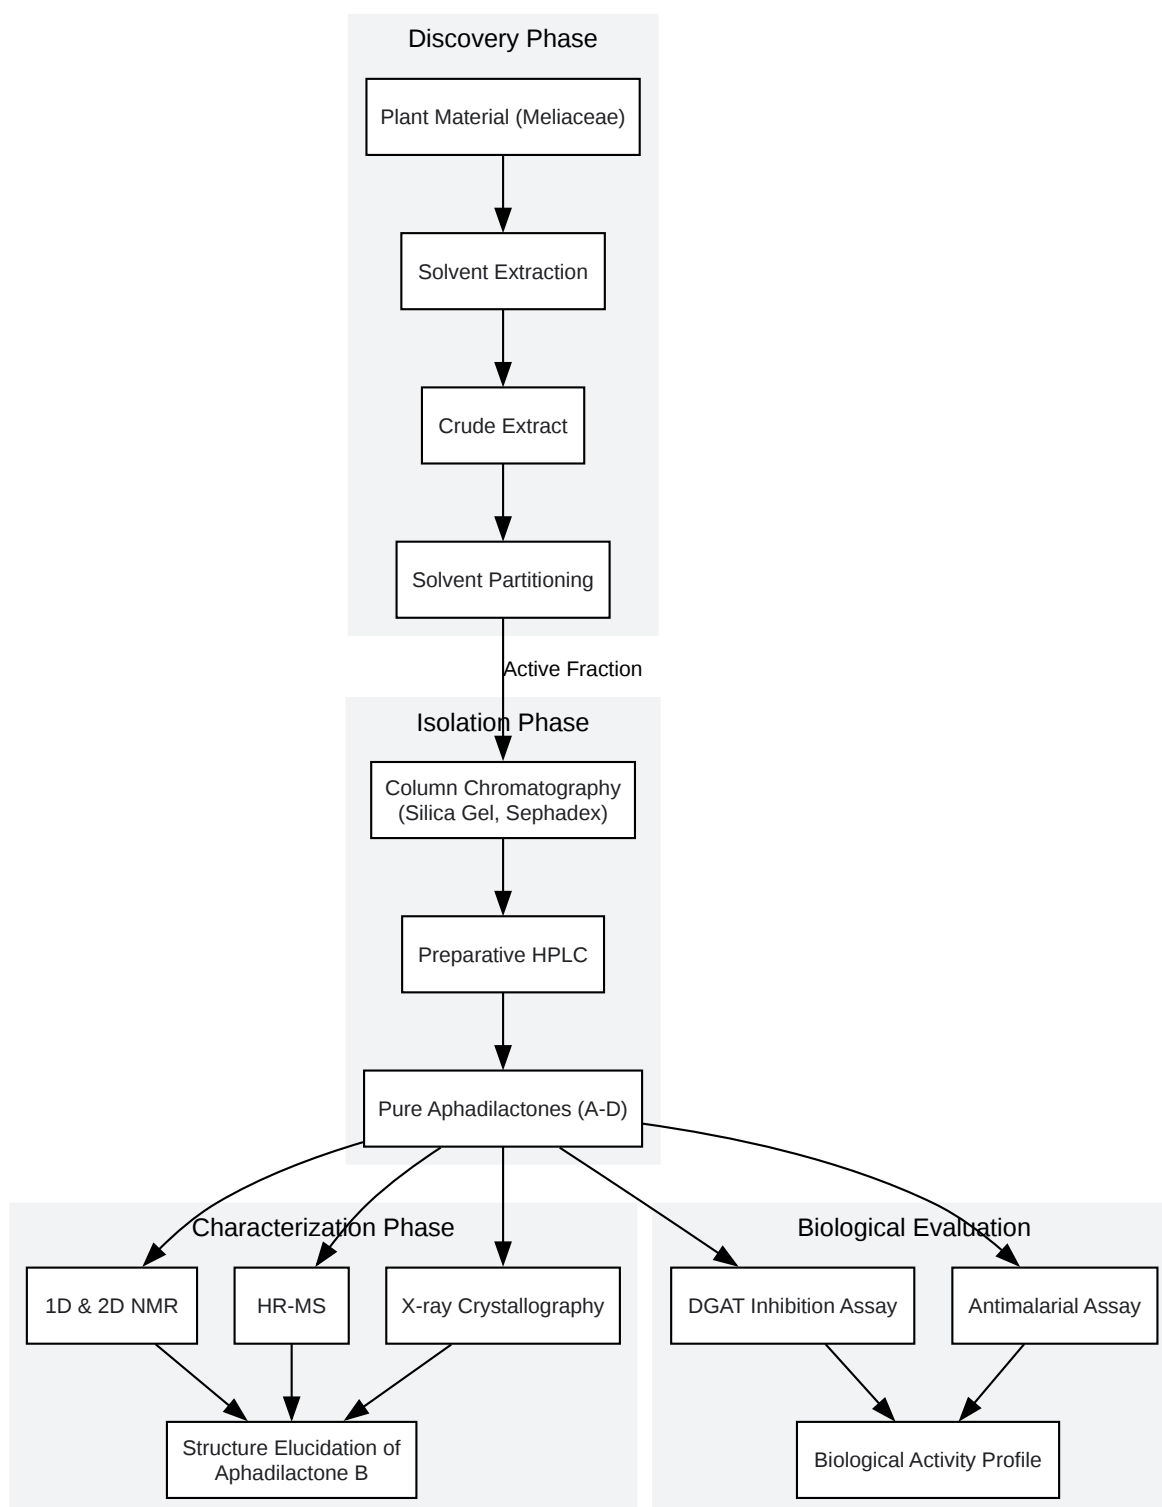 Discovery Phase
Plant Material (Meliaceae)
Solvent Extraction
Crude Extract
Solvent Partitioning
Active Fraction
Isolation Phase
Column Chromatography
(Silica Gel, Sephadex)
Preparative HPLC
Pure Aphadilactones (A-D)
Characterization Phase
1D & 2D NMR
HR-MS
X-ray Crystallography
Structure Elucidation of
Aphadilactone B
Biological Evaluation
DGAT Inhibition Assay
Antimalarial Assay
Biological Activity Profile